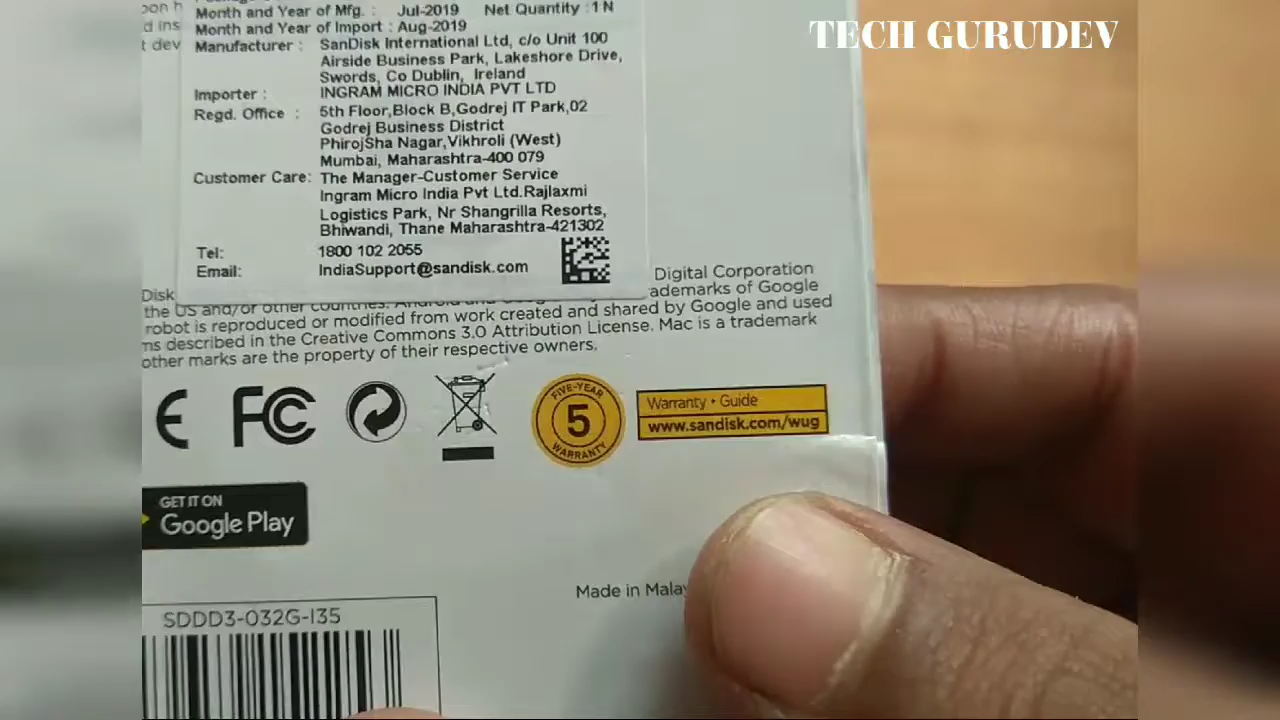 TECH GURUDEV
Month and Year of Mfg. : Jul-2019 Net Quantity : 1 N
Month and Year of Import : Aug-2019
Manufacturer : SanDisk International Ltd, c/o Unit 100
Airside Business Park, Lakeshore Drive,
Swords, Co Dublin, Ireland
Importer : INGRAM MICRO INDIA PVT LTD
Regd. Office : 5th Floor,Block B,Godrej IT Park,02
Godrej Business District
PhirojSha Nagar,Vikhroli (West)
Mumbai, Maharashtra-400 079
Customer Care: The Manager-Customer Service
Ingram Micro India Pvt Ltd.Rajlaxmi
Logistics Park, Nr Shangrilla Resorts,
Bhiwandi, Thane Maharashtra-421302
Tel: 1800 102 2055
Email: IndiaSupport@sandisk.com
Disk Digital Corporation
the US and/or other countries. Android and ademarks of Google
robot is reproduced or modified from work created and shared by Google and used
ms described in the Creative Commons 3.0 Attribution License. Mac is a trademark
other marks are the property of their respective owners.
CE FC
FIVE-YEAR
5
WARRANTY
Warranty • Guide
www.sandisk.com/wug
GET IT ON
Google Play
Made in Malay
SDDD3-032G-I35